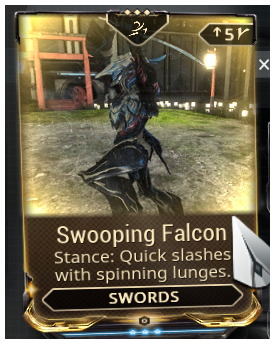 ↑5
Swooping Falcon
Stance: Quick slashes
with spinning lunges.
SWORDS